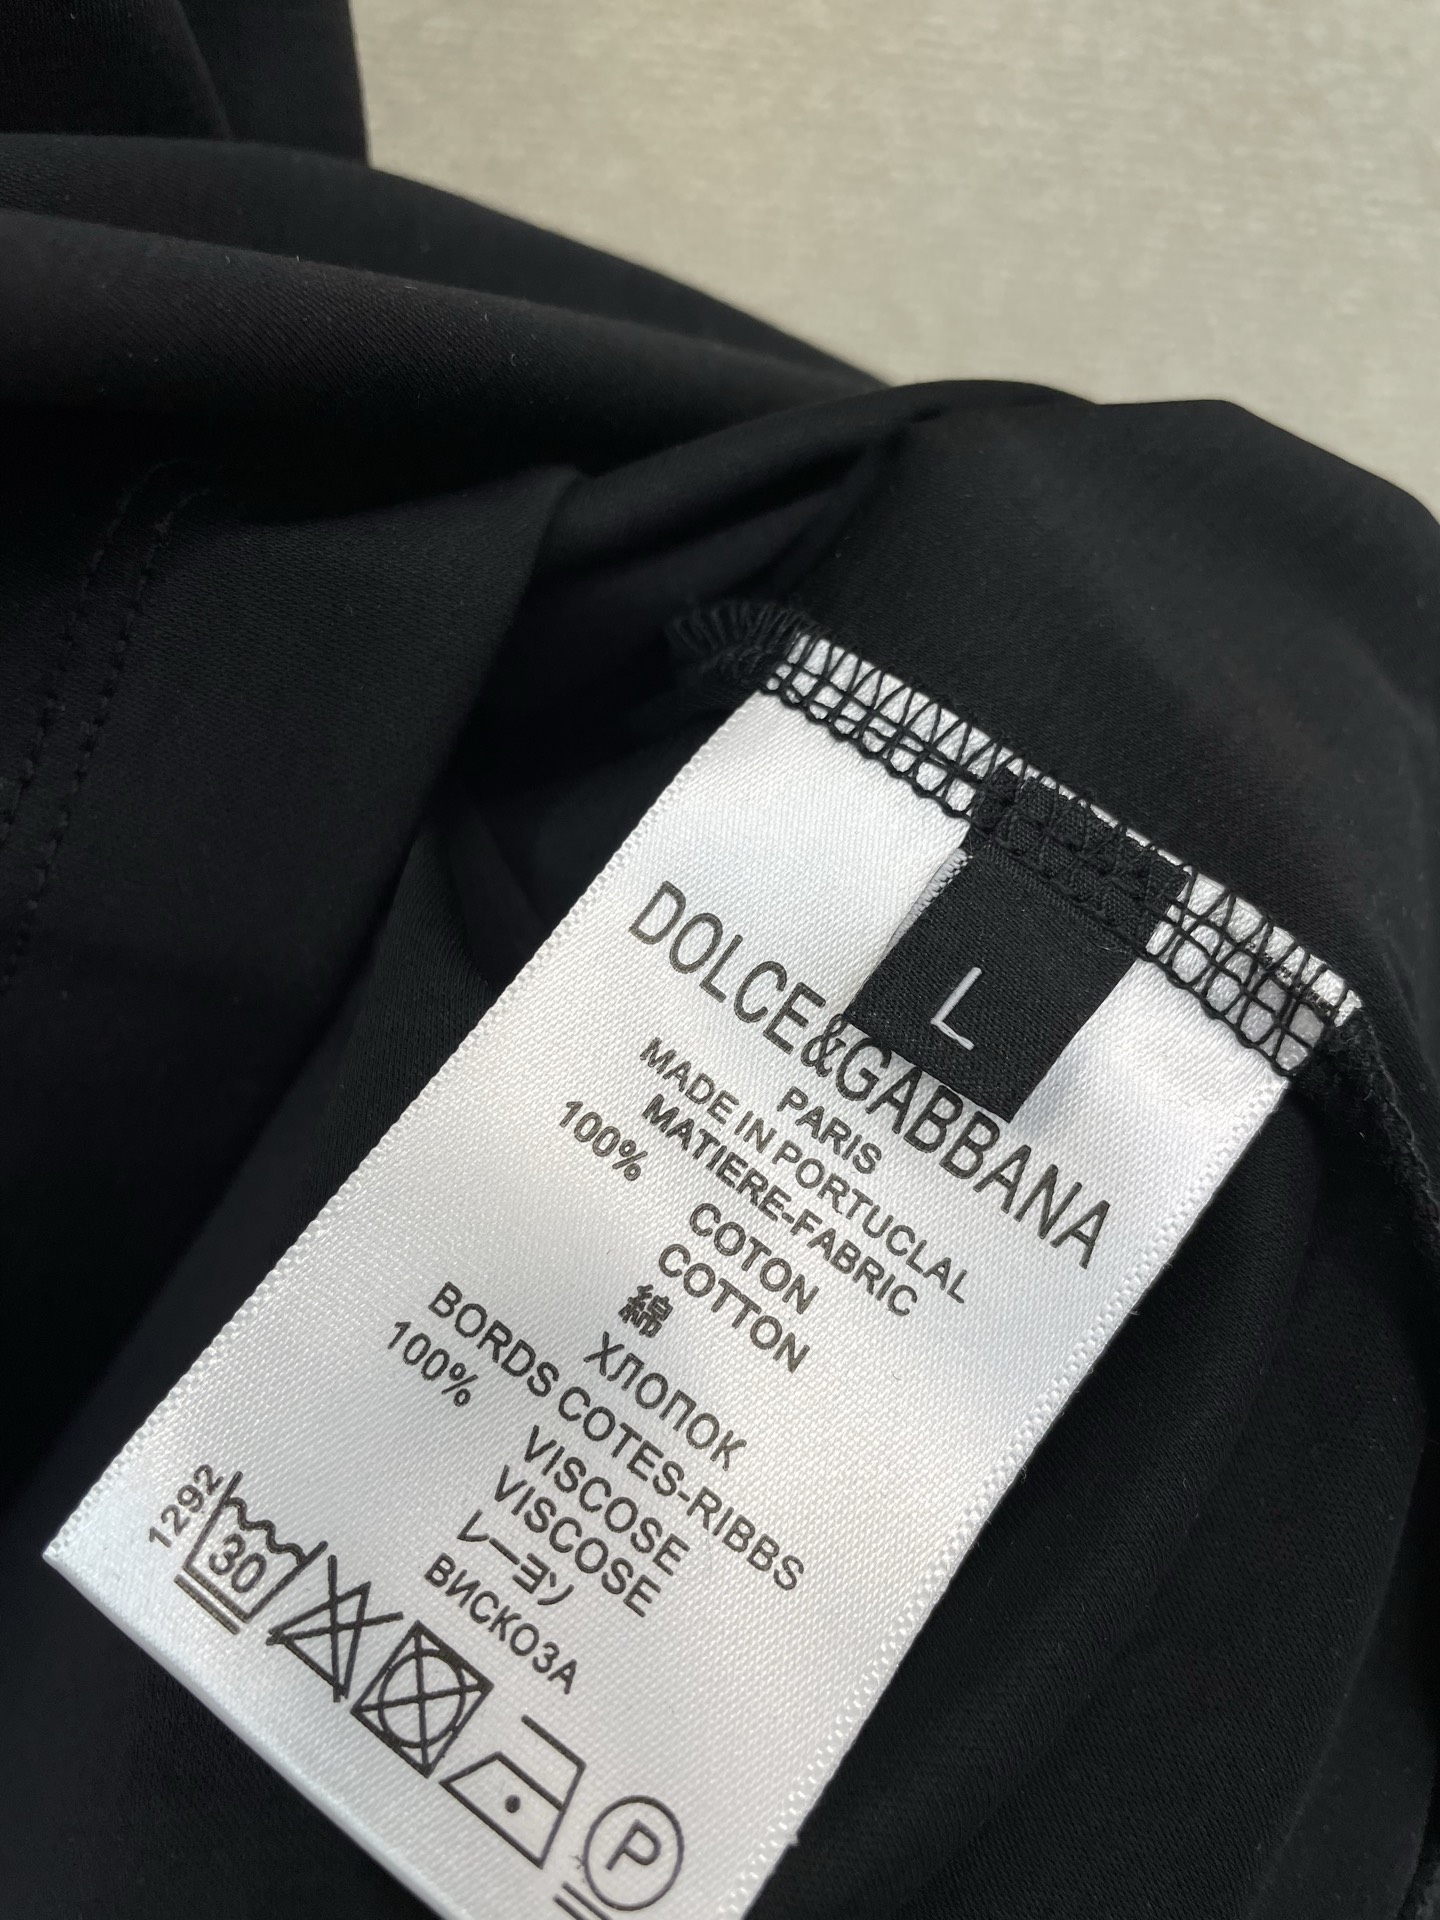 L
DOLCE&GABBANA
PARIS
MADE IN PORTUCLAL
MATIERE-FABRIC
100%
COTON
COTTON
綿
ХЛОПОК
BORDS COTES-RIBBS
100%
VISCOSE
VISCOSE
レーヨン
ВИСКОЗА
1292
30
P